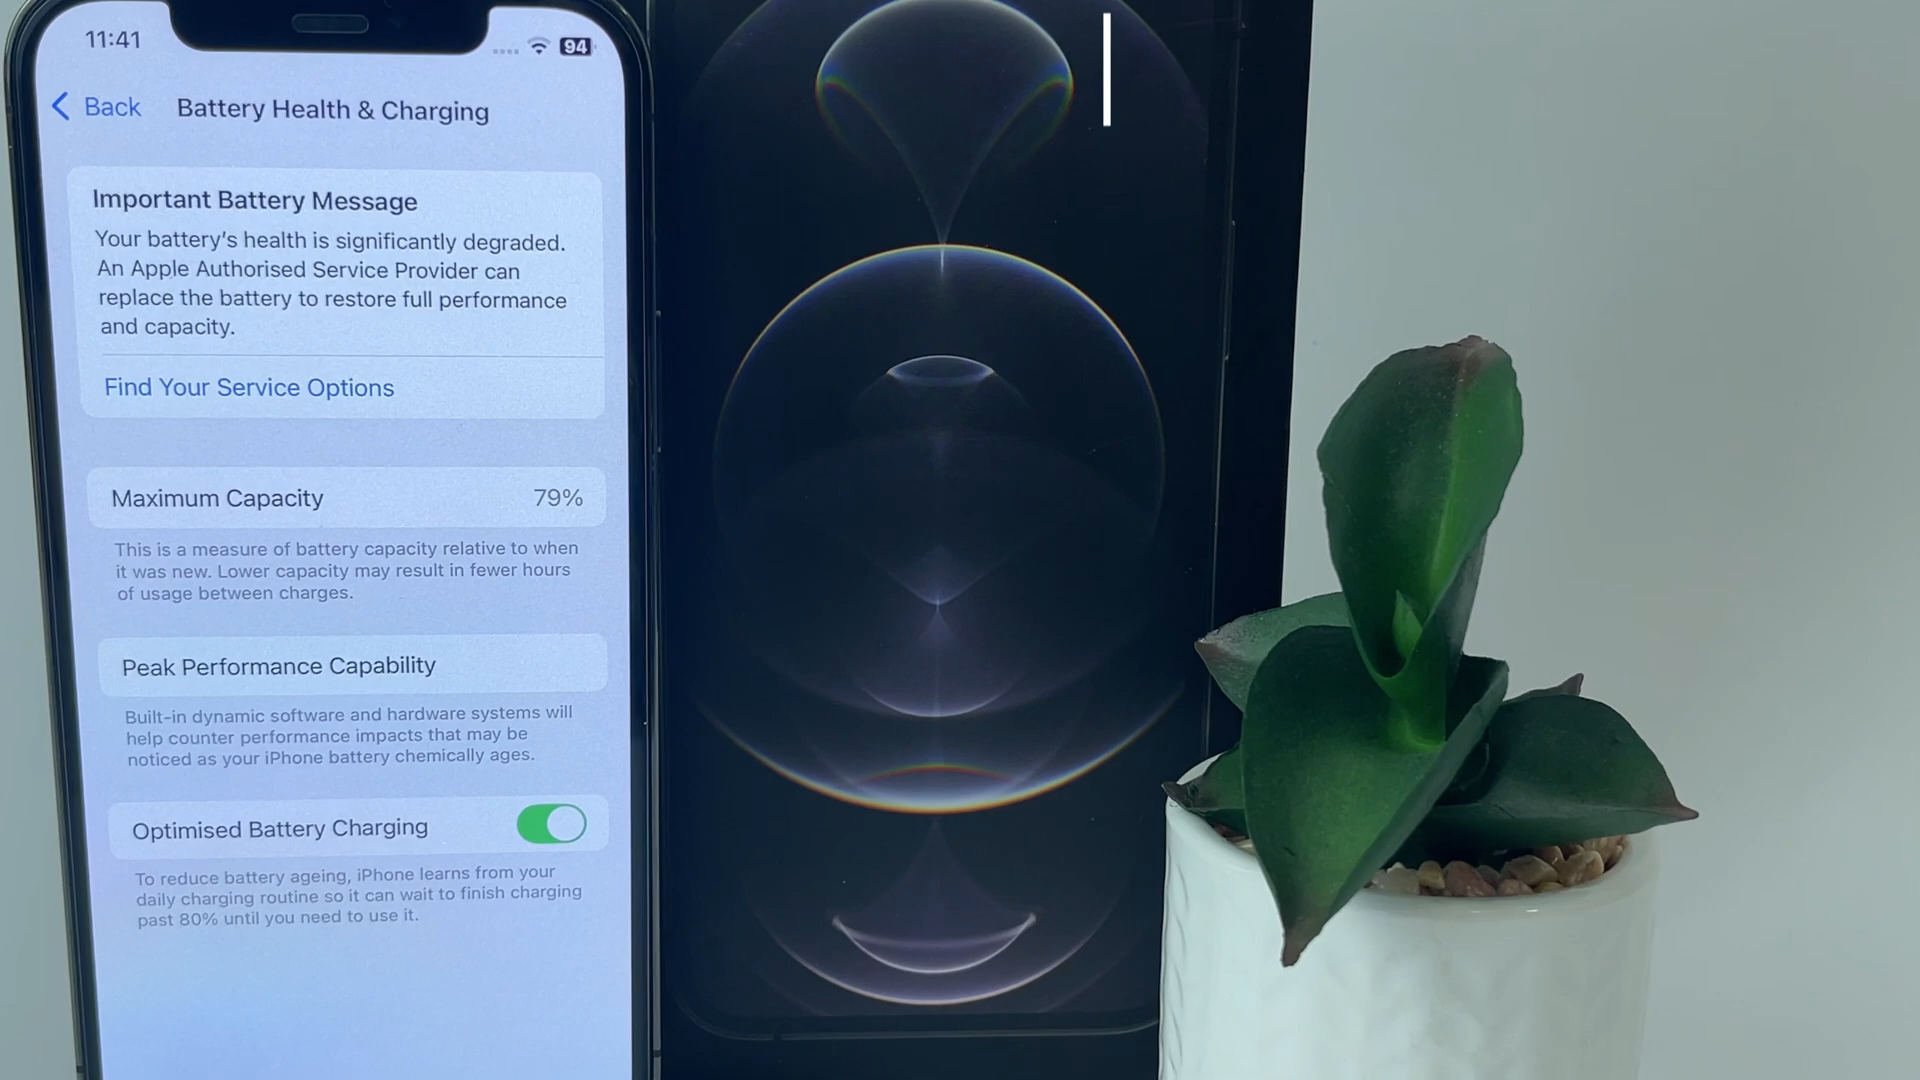 11:41
94
Back
Battery Health & Charging
Important Battery Message
Your battery's health is significantly degraded.
An Apple Authorised Service Provider can
replace the battery to restore full performance
and capacity.
Find Your Service Options
Maximum Capacity 79%
This is a measure of battery capacity relative to when
it was new. Lower capacity may result in fewer hours
of usage between charges.
Peak Performance Capability
Built-in dynamic software and hardware systems will
help counter performance impacts that may be
noticed as your iPhone battery chemically ages.
Optimised Battery Charging
To reduce battery ageing, iPhone learns from your
daily charging routine so it can wait to finish charging
past 80% until you need to use it.